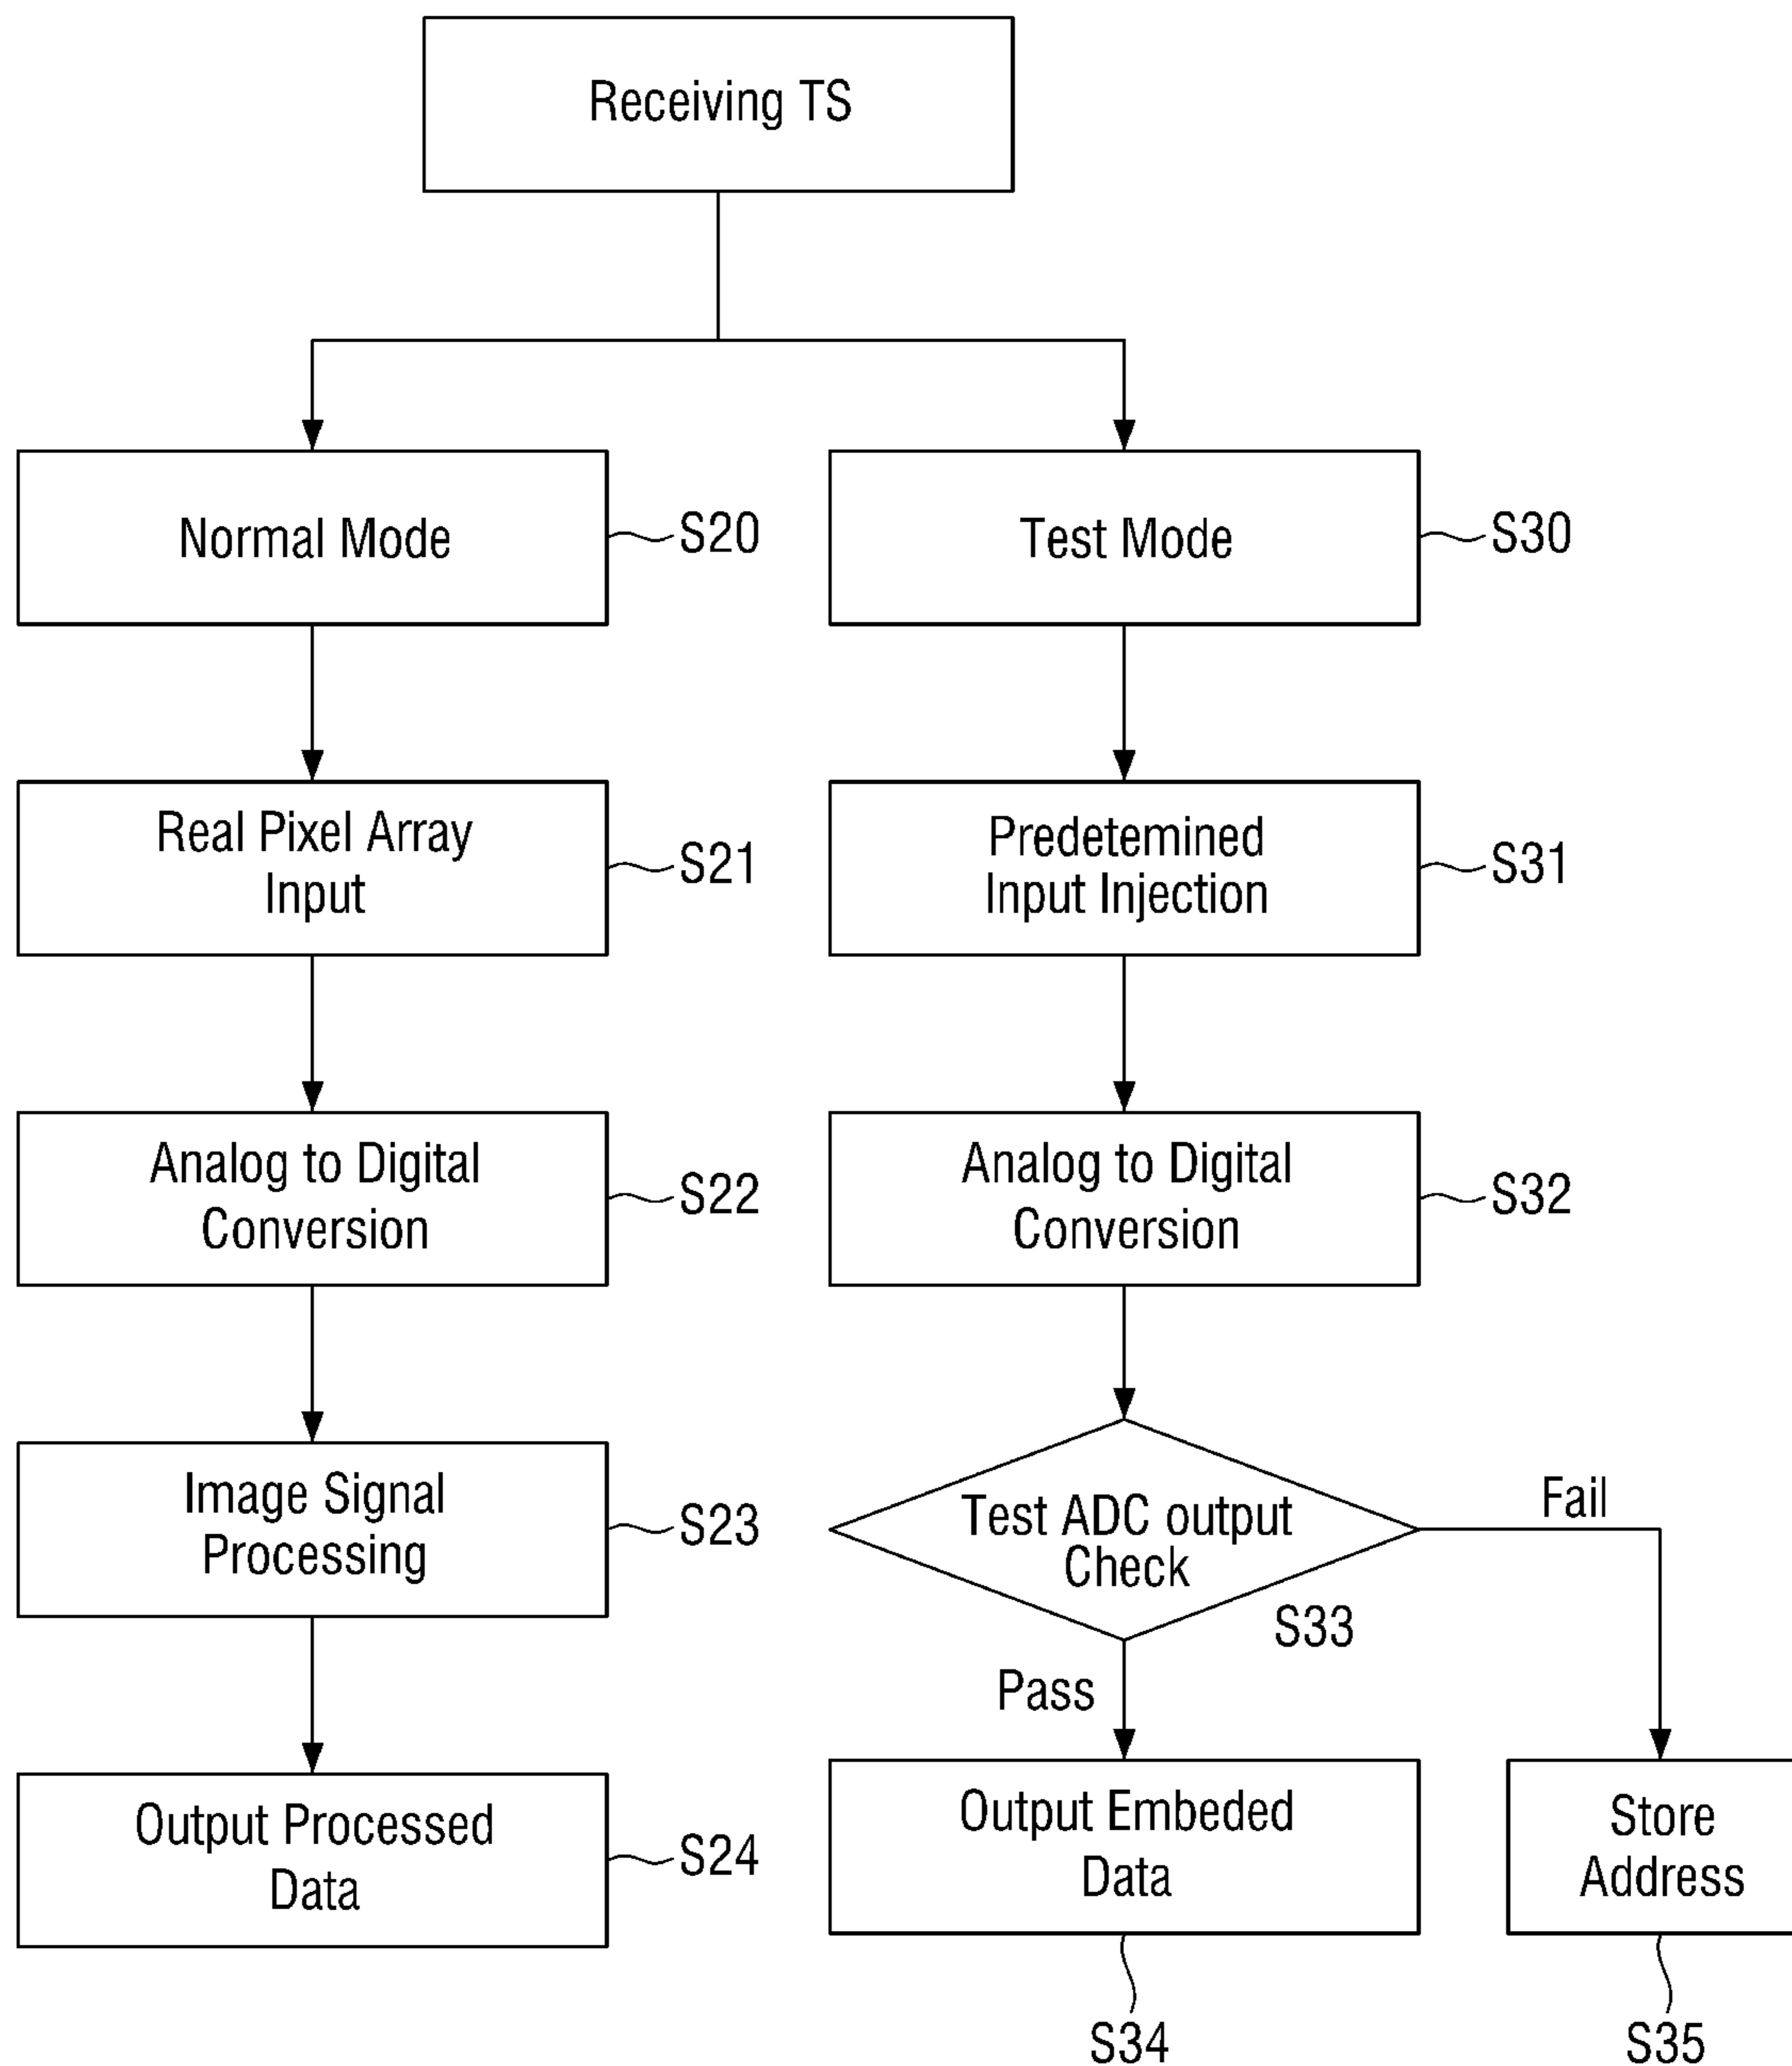 Receiving TS
Normal Mode
S20
Test Mode
S30
Real Pixel Array
Input
S21
Predetemined
Input Injection
S31
Analog to Digital
Conversion
S22
Analog to Digital
Conversion
S32
Image Signal
Processing
S23
Test ADC output
Check
S33
Fail
Pass
Output Processed
Data
S24
Output Embeded
Data
S34
Store
Address
S35